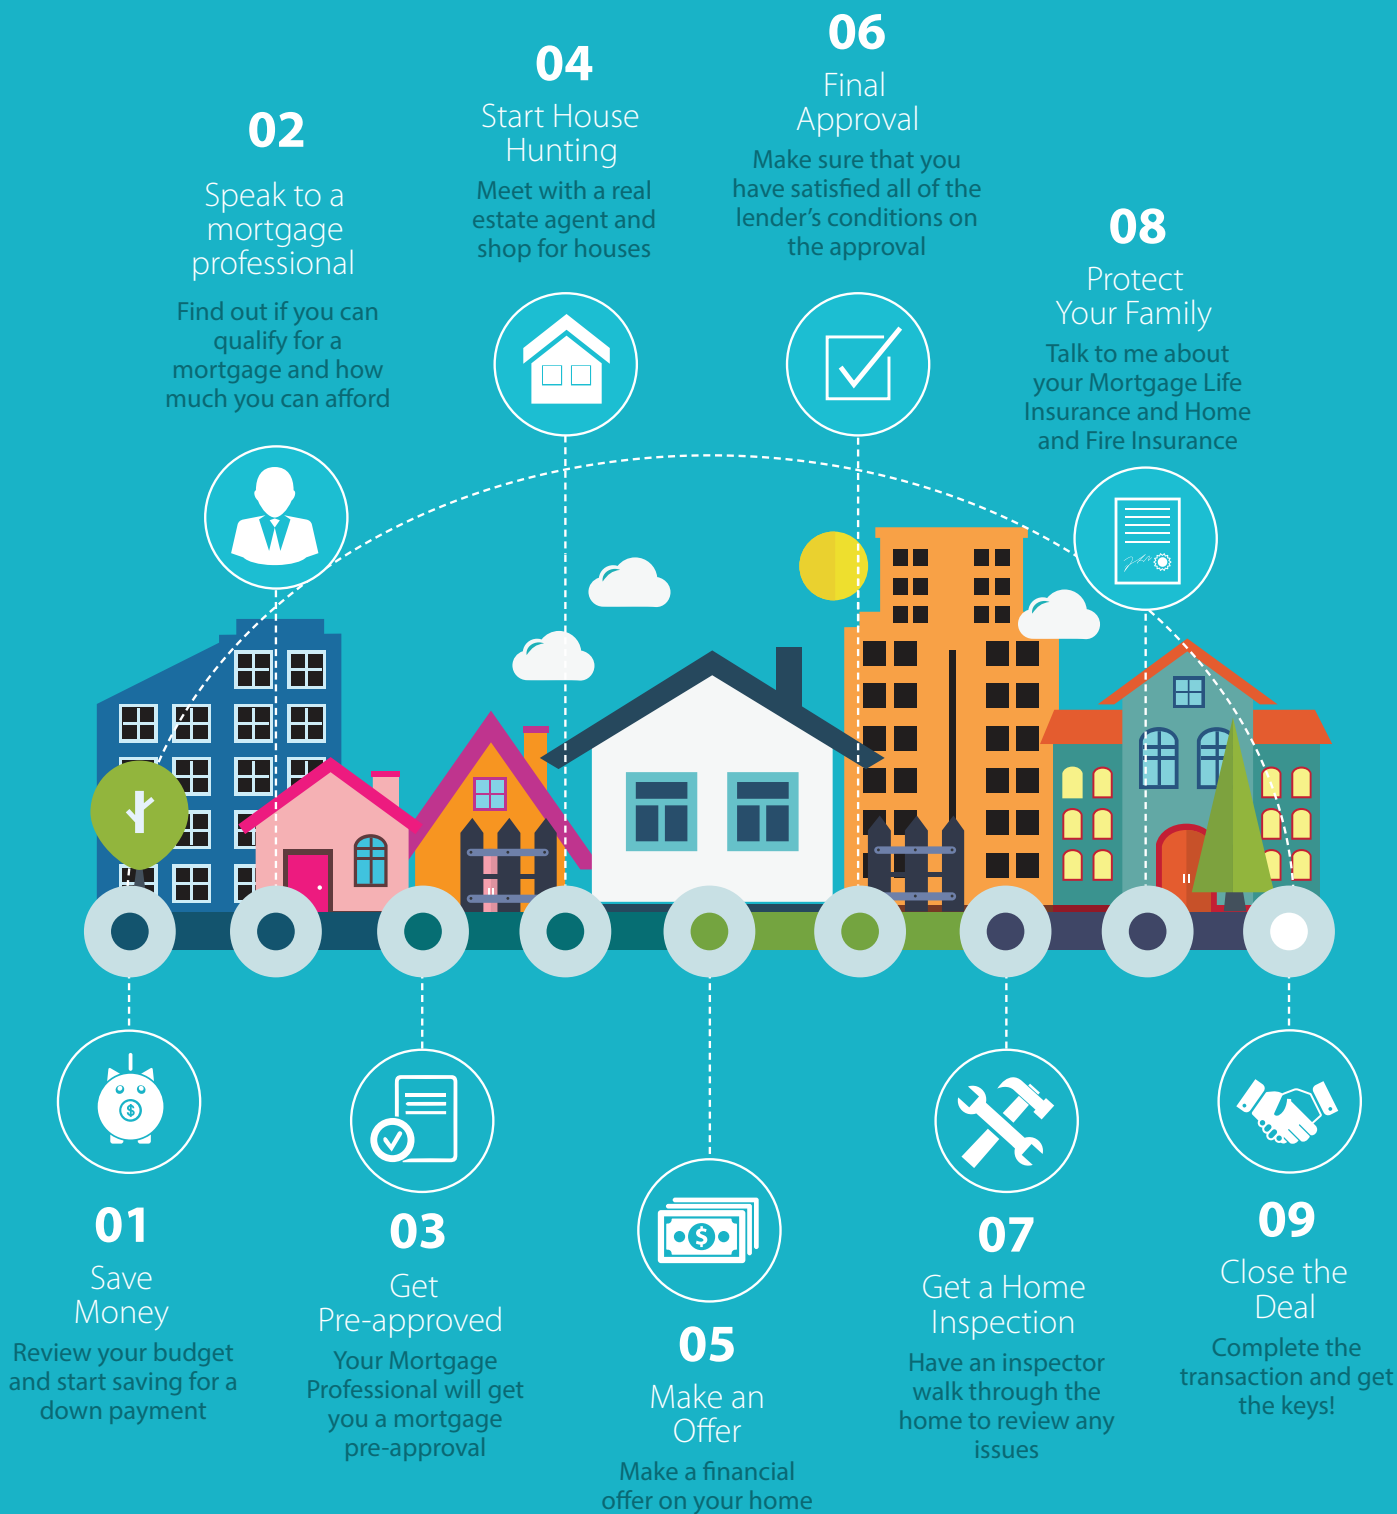 01
Save
Money
Review your budget
and start saving for a
down payment
02
Speak to a
mortgage
professional
Find out if you can
qualify for a
mortgage and how
much you can afford
03
Get
Pre-approved
Your Mortgage
Professional will get
you a mortgage
pre-approval
04
Start House
Hunting
Meet with a real
estate agent and
shop for houses
$
05
Make an
Offer
Make a financial
offer on your home
06
Final
Approval
Make sure that you
have satisfied all of the
lender’s conditions on
the approval
07
Get a Home
Inspection
Have an inspector
walk through the
home to review any
issues
08
Protect
Your Family
Talk to me about
your Mortgage Life
Insurance and Home
and Fire Insurance
$
09
Close the
Deal
Complete the
transaction and get
the keys!